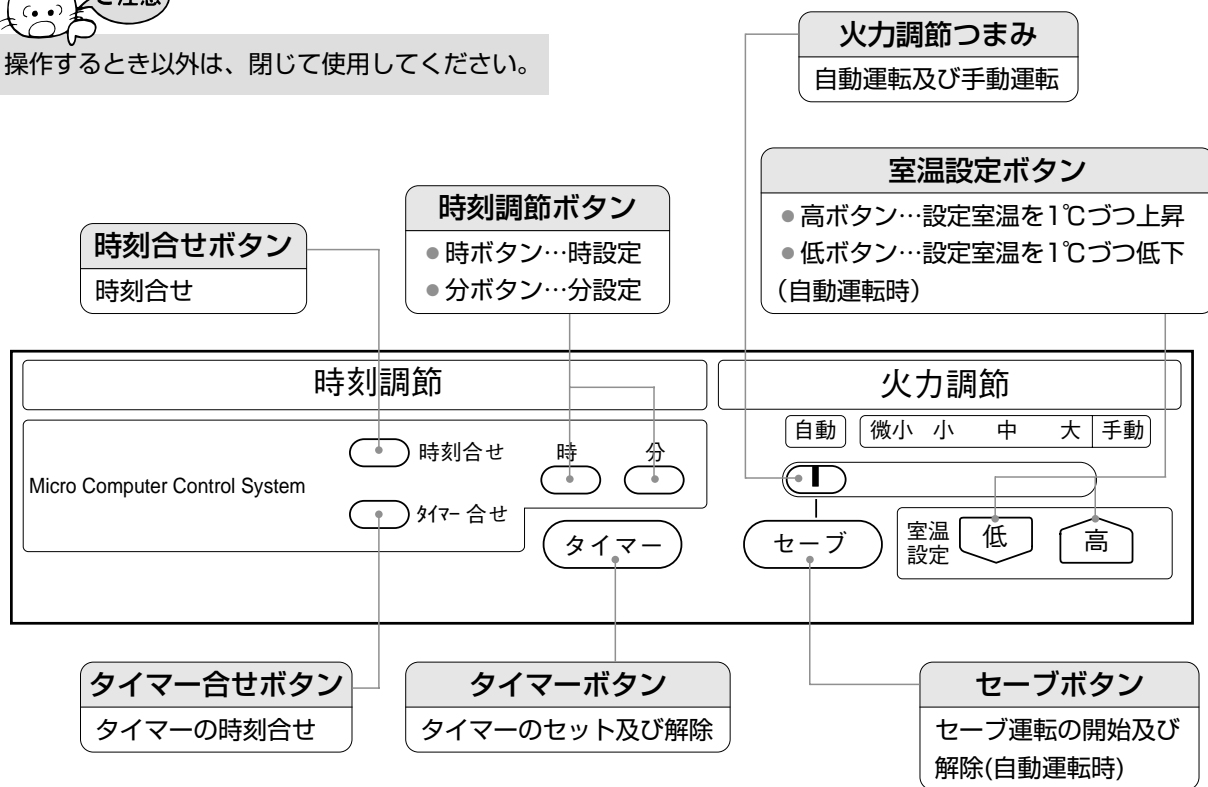 ご注意
操作するとき以外は、閉じて使用してください。
火力調節つまみ
自動運転及び手動運転
室温設定ボタン
●高ボタン…設定室温を1℃づつ上昇
●低ボタン…設定室温を1℃づつ低下
(自動運転時)
時刻調節ボタン
●時ボタン…時設定
●分ボタン…分設定
時刻合せボタン
時刻合せ
時刻調節
火力調節
自動 微小 小 中 大 手動
時刻合せ 時 分
Micro Computer Control System
ﾀｲﾏｰ 合せ
タイマー
セーブ
室温
設定
低 高
タイマー合せボタン
タイマーの時刻合せ
タイマーボタン
タイマーのセット及び解除
セーブボタン
セーブ運転の開始及び
解除(自動運転時)